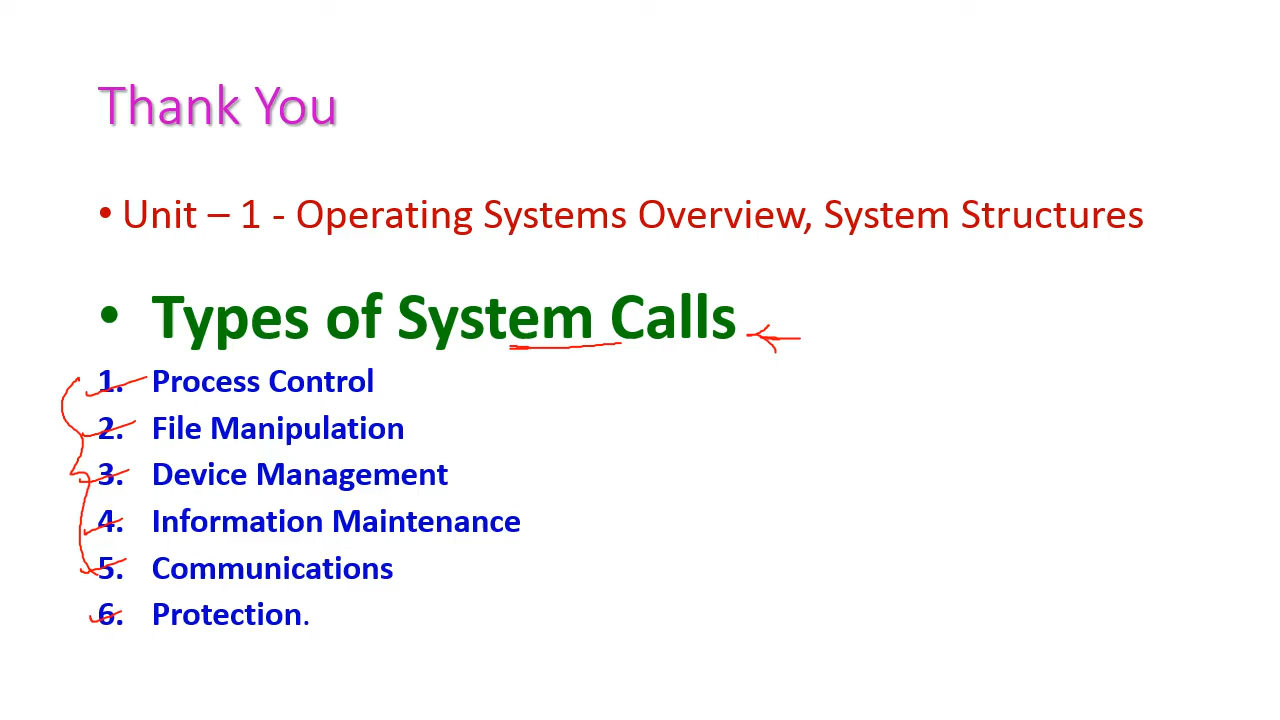 Thank You
• Unit – 1 - Operating Systems Overview, System Structures
• Types of System Calls
1. Process Control
2. File Manipulation
3. Device Management
4. Information Maintenance
5. Communications
6. Protection.